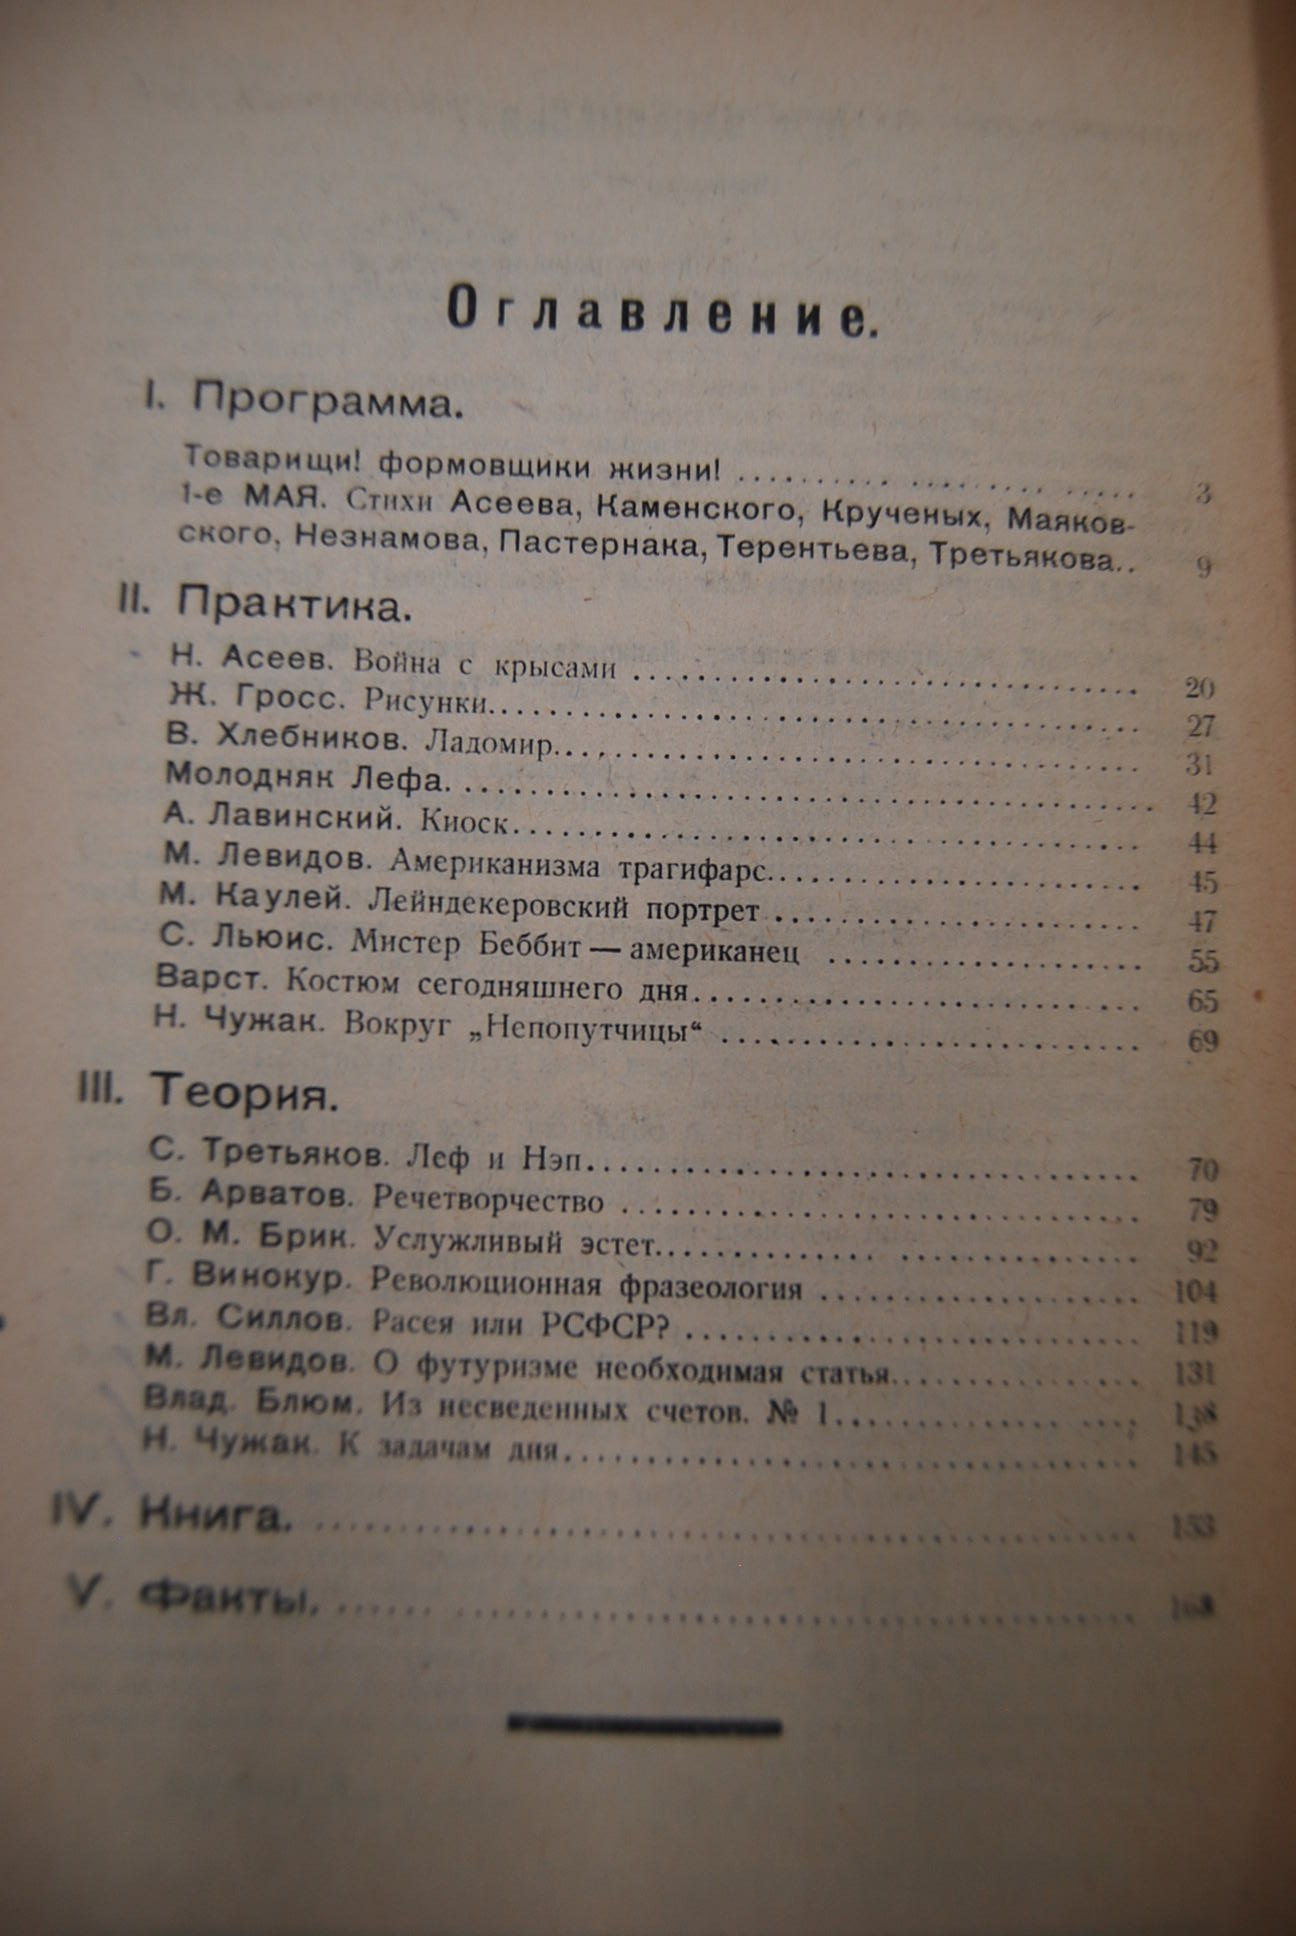 Оглавление.
I. Программа.
Товарищи! формовщики жизни! .......... ......... ..... 3
1-е МАЯ. Стихи Асеева, Каменского, Крученых, Маяков-
ского, Незнамова, Пастернака, Терентьева, Третьякова.. 9
II. Практика.
Н. Асеев. Война с крысами ................................ 20
Ж. Гросс. Рисунки......................................... 27
В. Хлебников. Ладомир..................................... 31
Молодняк Лефа. ........................................... 42
А. Лавинский. Киоск....................................... 44
М. Левидов. Американизма трагифарс........................ 45
М. Каулей. Лейндекеровский портрет ....................... 47
С. Льюис. Мистер Беббит — американец .................... 55
Варст. Костюм сегодняшнего дня............................ 65
Н. Чужак. Вокруг „Непопутчицы“ ........................... 69
III. Теория.
С. Третьяков. Леф и Нэп................................... 70
Б. Арватов. Речетворчество ............................... 79
О. М. Брик. Услужливый эстет.............. ............... 92
Г. Винокур. Революционная фразеология .................... 104
Вл. Силлов. Расея или РСФСР? ............................. 119
М. Левидов. О футуризме необходимая статья................ 131
Влад. Блюм. Из несведенных счетов. № 1................ .... 138
Н. Чужак. К задачам дня................................... 145
IV. Книга. ............................................... 153
V. Факты. ...... .........................................